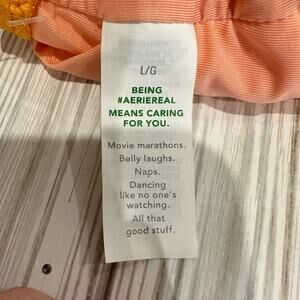 L/G
BEING
#AERIEREAL
MEANS CARING
FOR YOU.
Movie marathons.
Belly laughs.
Naps.
Dancing
like no one's
watching.
All that
good stuff.